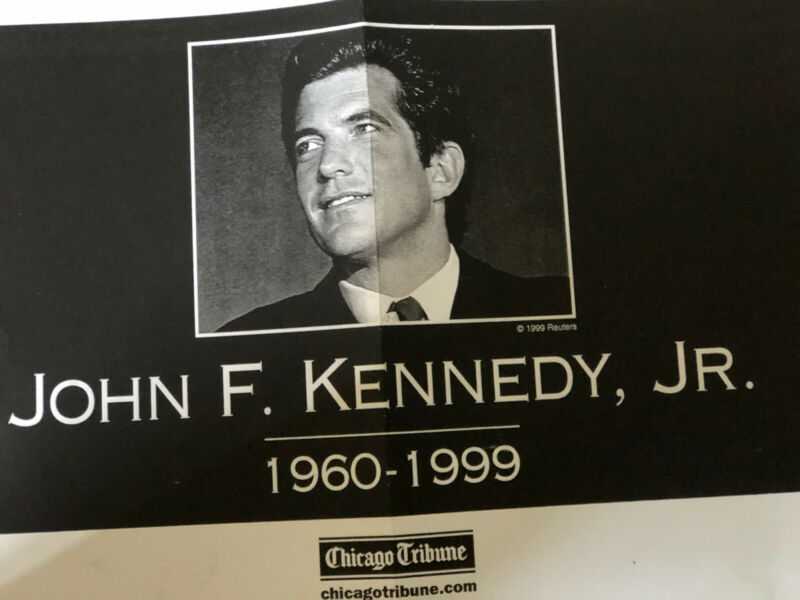 © 1999 Reuters
JOHN F. KENNEDY, JR.
1960-1999
Chicago Tribune
chicagotribune.com